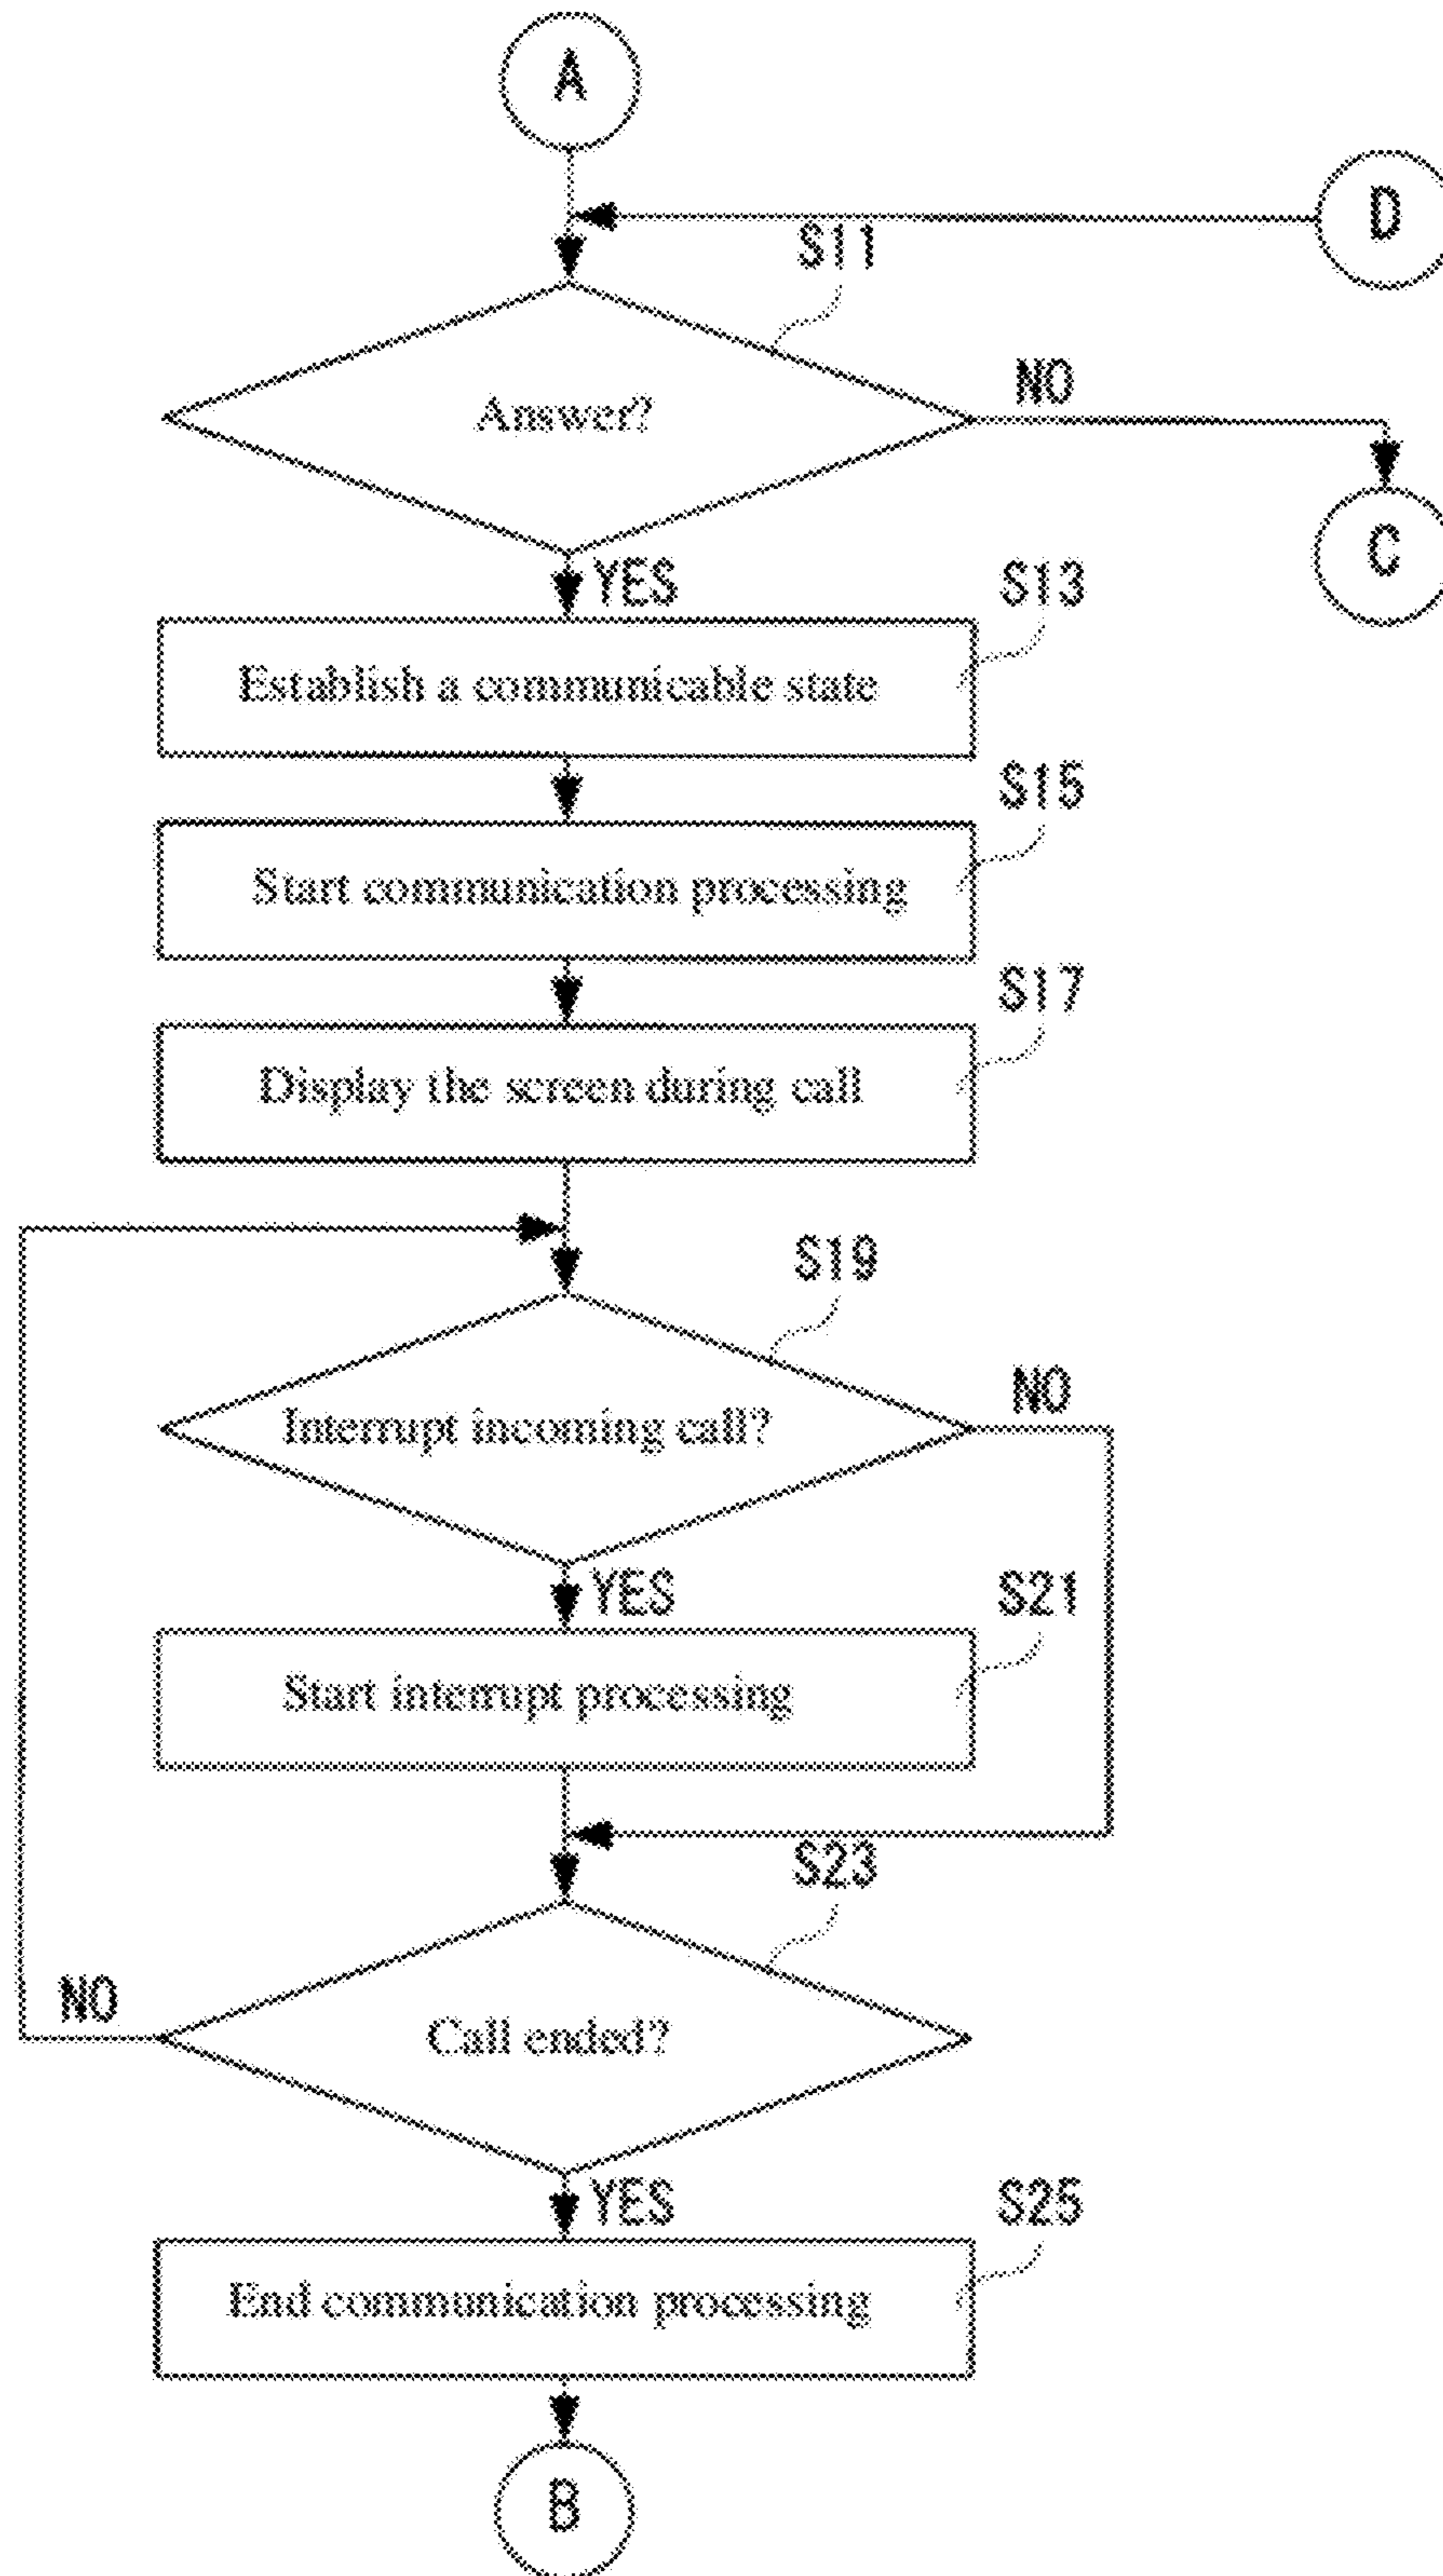 A
D
S11
Answer?
NO
C
YES
S13
Establish a communicable state
S15
Start communication processing
S17
Display the screen during call
S19
Interrupt incoming call?
NO
YES
S21
Start interrupt processing
S23
NO
Call ended?
YES
S25
End communication processing
B